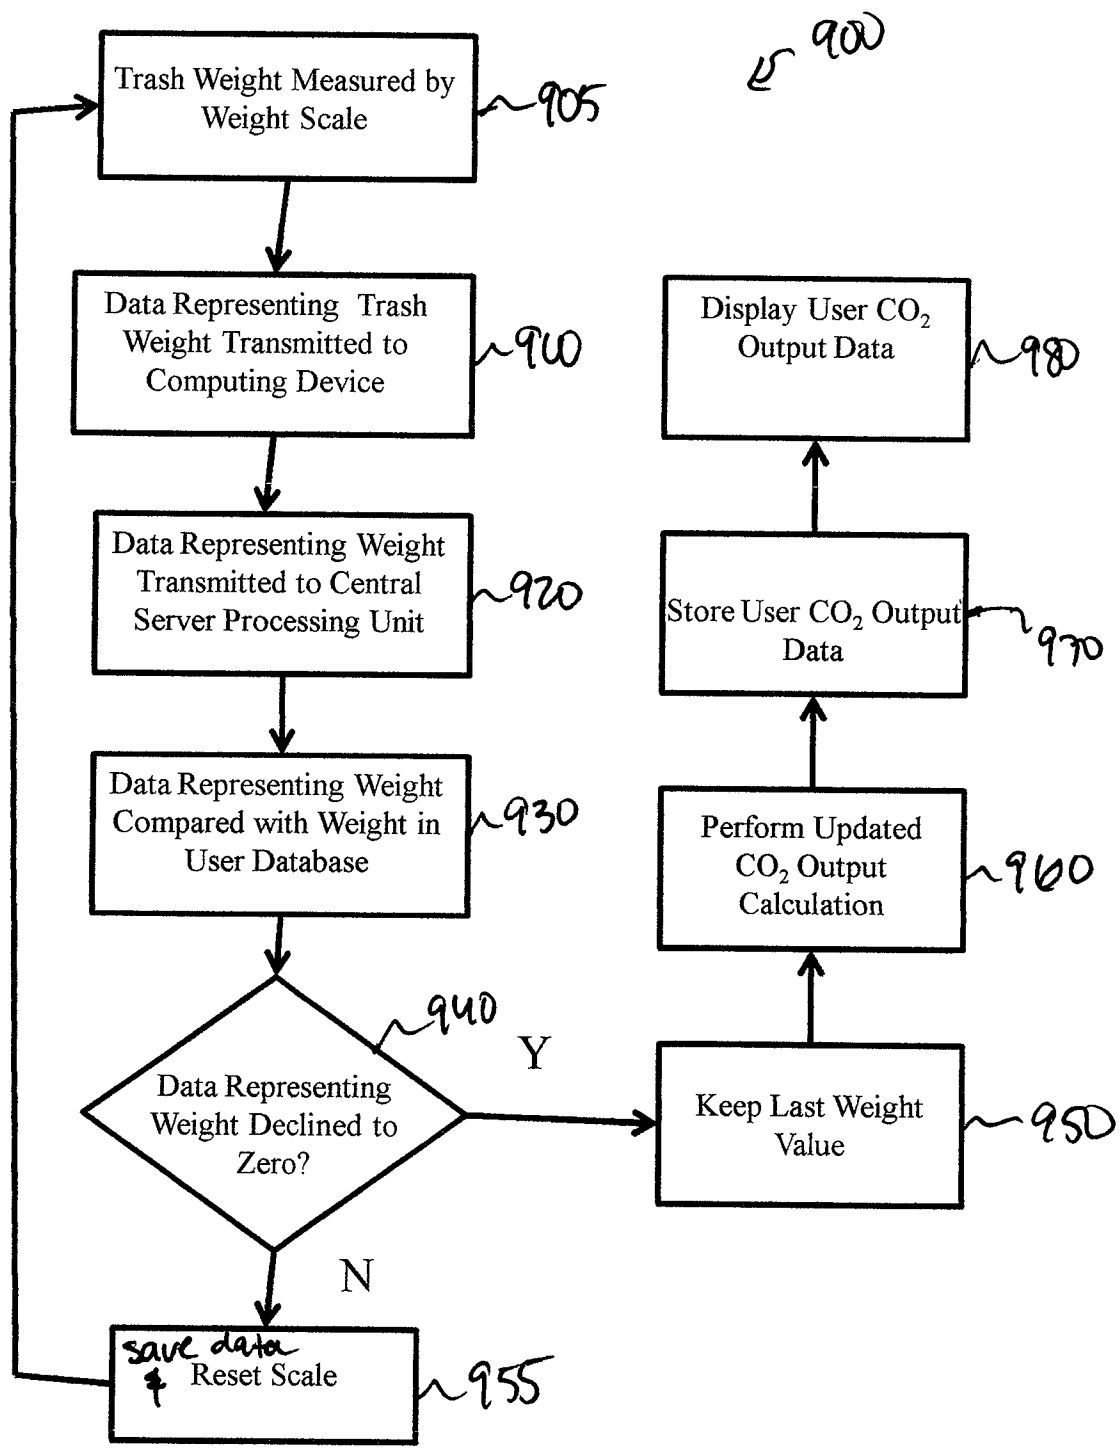 900
Trash Weight Measured by
Weight Scale
905
Data Representing Trash
Weight Transmitted to
Computing Device
910
Data Representing Weight
Transmitted to Central
Server Processing Unit
920
Data Representing Weight
Compared with Weight in
User Database
930
940
Data Representing
Weight Declined to
Zero?
Y
N
save data
& Reset Scale
955
Keep Last Weight
Value
950
Perform Updated
CO₂ Output
Calculation
960
Store User CO₂ Output
Data
970
Display User CO₂
Output Data
980